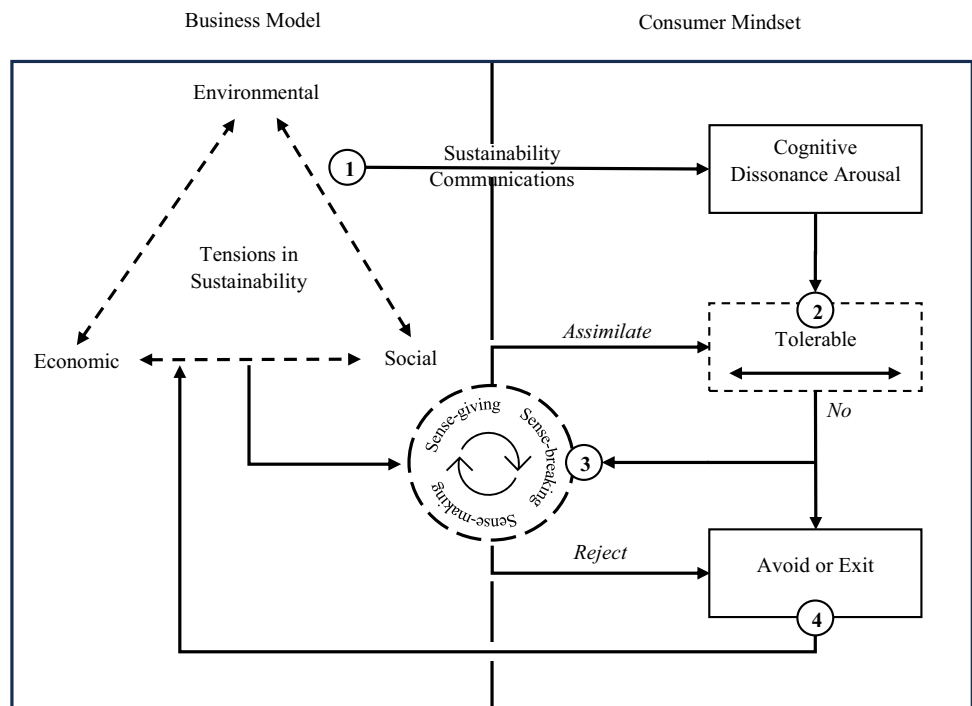 Business Model
Consumer Mindset
Environmental
1
Sustainability
Communications
Cognitive
Dissonance Arousal
Tensions in
Sustainability
2
Tolerable
Economic
Social
Assimilate
No
Sense-giving
Sense-breaking
Sense-making
3
Reject
Avoid or Exit
4